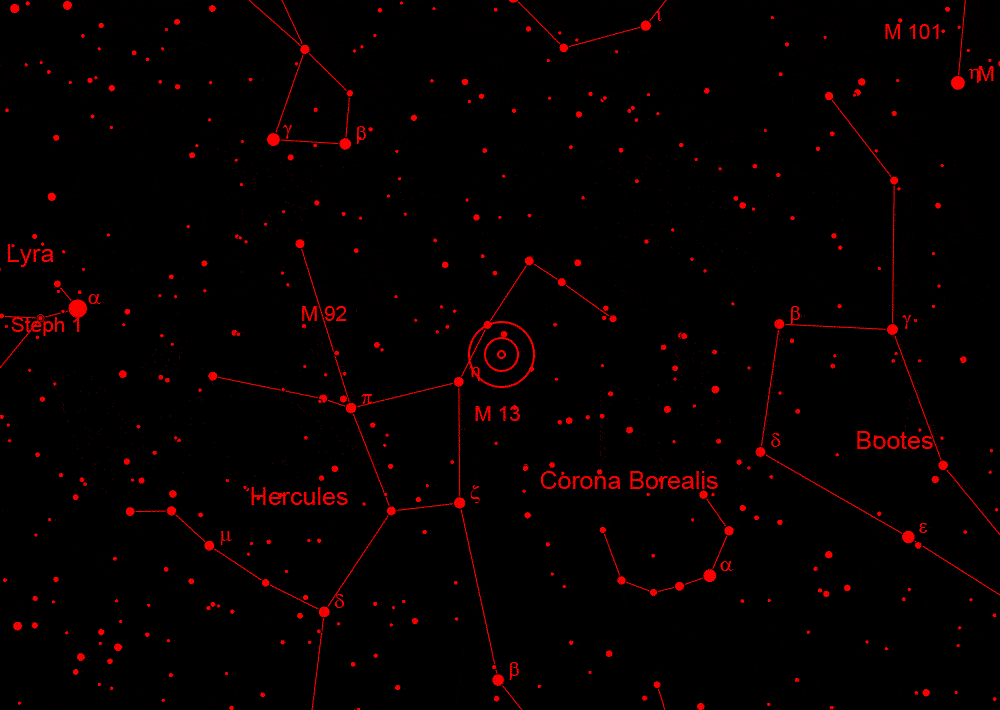 ι
M 101
ηM
γ
β
Lyra
α
Steph 1
M 92
β
γ
η
π
M 13
Bootes
δ
Corona Borealis
Hercules
ζ
μ
ε
α
δ
β